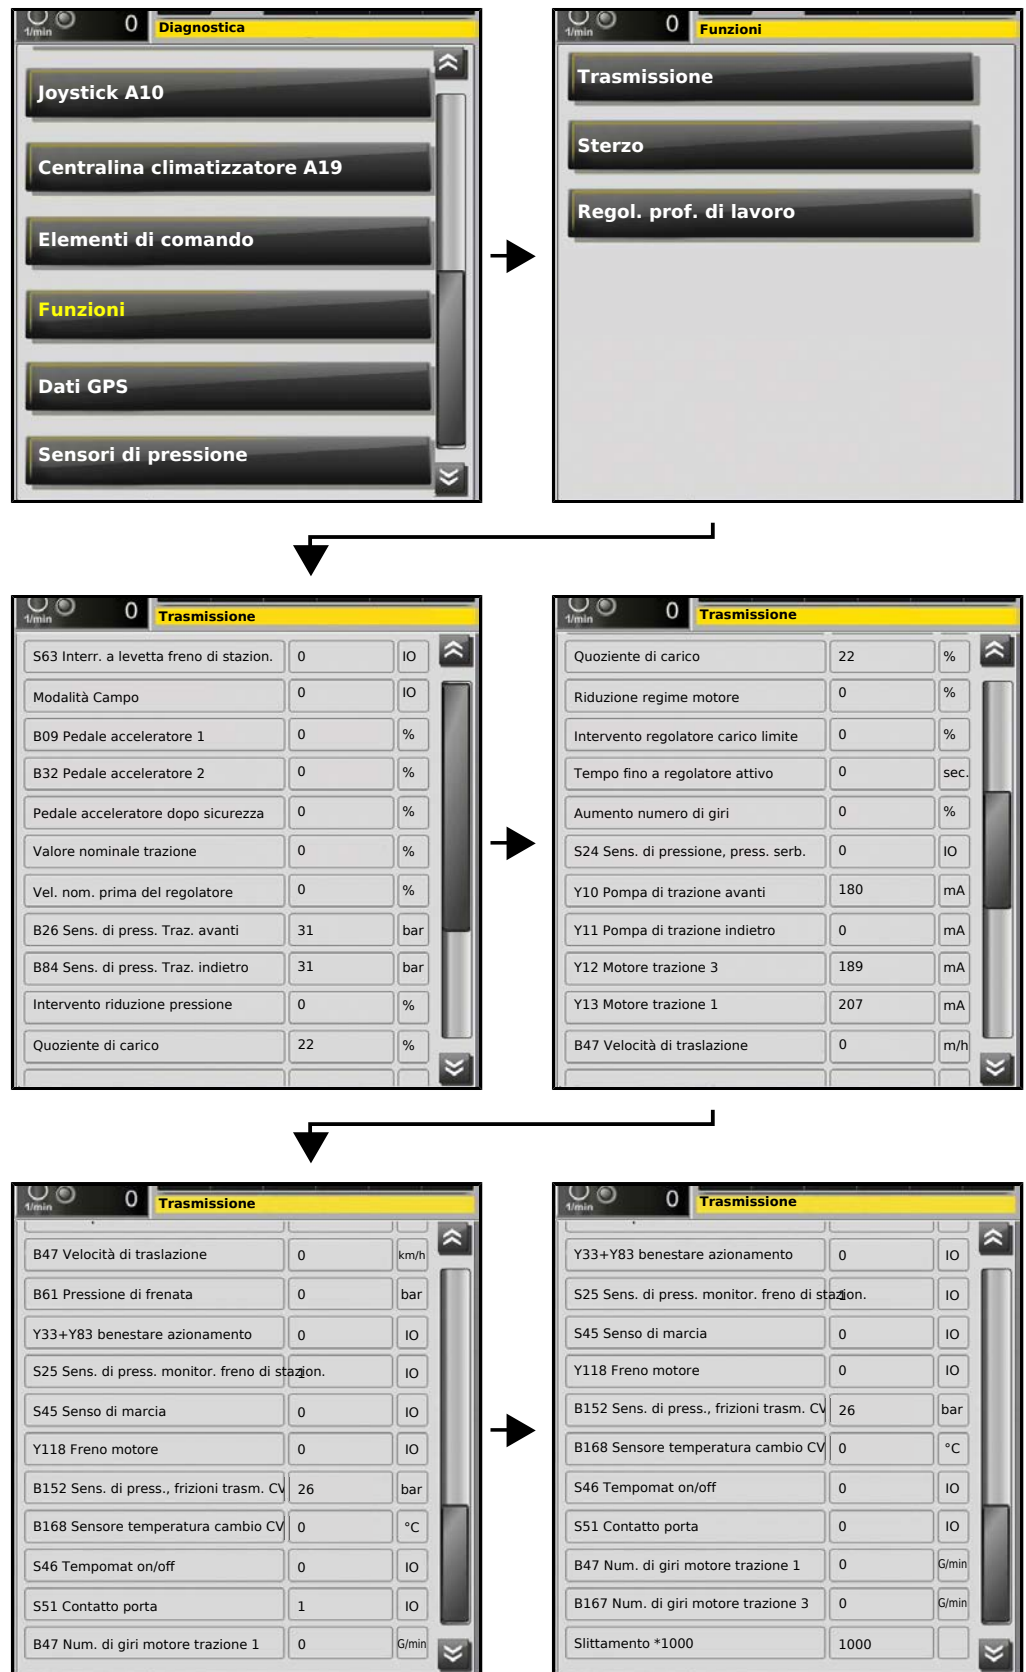 1/min 0 Diagnostica
Joystick A10
Centralina climatizzatore A19
Elementi di comando
Funzioni
Dati GPS
Sensori di pressione
1/min 0 Funzioni
Trasmissione
Sterzo
Regol. prof. di lavoro
1/min 0 Trasmissione
S63 Interr. a levetta freno di stazion. 0 IO
Modalità Campo 0 IO
B09 Pedale acceleratore 1 0 %
B32 Pedale acceleratore 2 0 %
Pedale acceleratore dopo sicurezza 0 %
Valore nominale trazione 0 %
Vel. nom. prima del regolatore 0 %
B26 Sens. di press. Traz. avanti 31 bar
B84 Sens. di press. Traz. indietro 31 bar
Intervento riduzione pressione 0 %
Quoziente di carico 22 %
1/min 0 Trasmissione
Quoziente di carico 22 %
Riduzione regime motore 0 %
Intervento regolatore carico limite 0 %
Tempo fino a regolatore attivo 0 sec.
Aumento numero di giri 0 %
S24 Sens. di pressione, press. serb. 0 IO
Y10 Pompa di trazione avanti 180 mA
Y11 Pompa di trazione indietro 0 mA
Y12 Motore trazione 3 189 mA
Y13 Motore trazione 1 207 mA
B47 Velocità di traslazione 0 m/h
1/min 0 Trasmissione
B47 Velocità di traslazione 0 km/h
B61 Pressione di frenata 0 bar
Y33+Y83 benestare azionamento 0 IO
S25 Sens. di press. monitor. freno di stazion. 1 IO
S45 Senso di marcia 0 IO
Y118 Freno motore 0 IO
B152 Sens. di press., frizioni trasm. CV 26 bar
B168 Sensore temperatura cambio CV 0 °C
S46 Tempomat on/off 0 IO
S51 Contatto porta 1 IO
B47 Num. di giri motore trazione 1 0 G/min
1/min 0 Trasmissione
Y33+Y83 benestare azionamento 0 IO
S25 Sens. di press. monitor. freno di stazion. 1 IO
S45 Senso di marcia 0 IO
Y118 Freno motore 0 IO
B152 Sens. di press., frizioni trasm. CV 26 bar
B168 Sensore temperatura cambio CV 0 °C
S46 Tempomat on/off 0 IO
S51 Contatto porta 0 IO
B47 Num. di giri motore trazione 1 0 G/min
B167 Num. di giri motore trazione 3 0 G/min
Slittamento *1000 1000